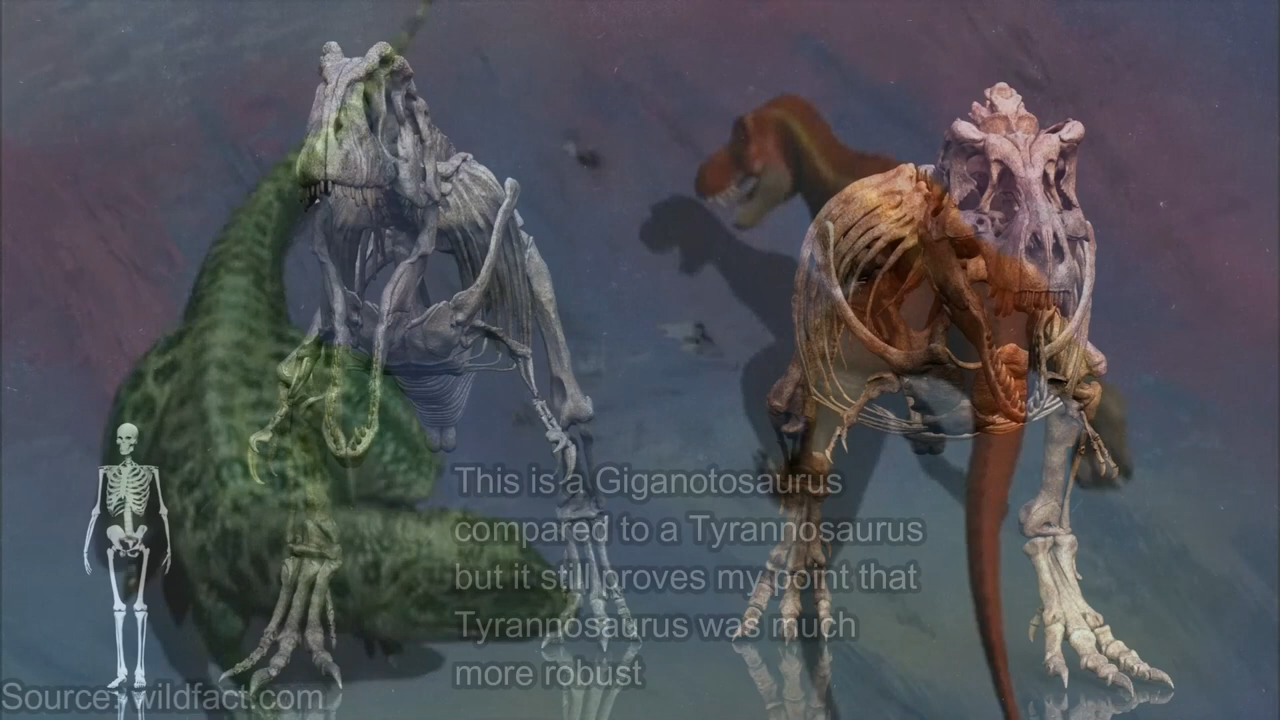 This is a Giganotosaurus
compared to a Tyrannosaurus
but it still proves my point that
Tyrannosaurus was much
more robust
Source: wildfact.com